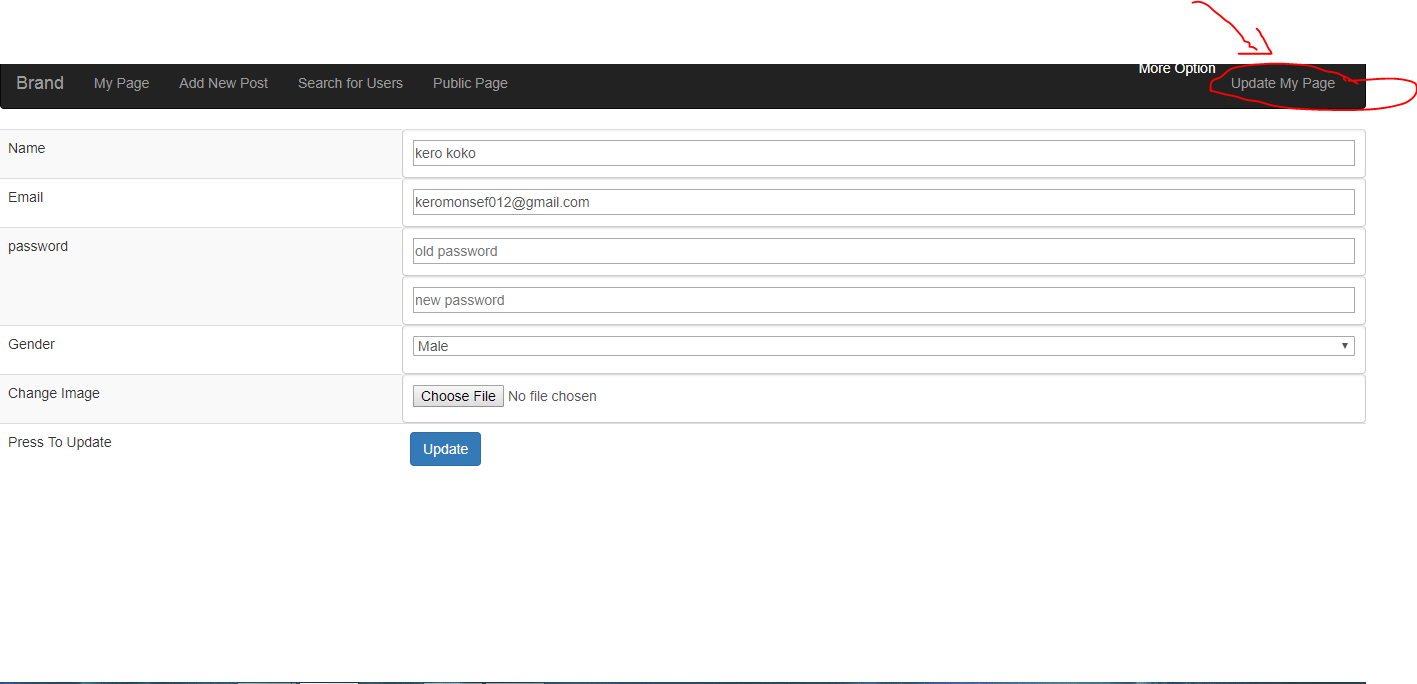 More Option
Brand My Page Add New Post Search for Users Public Page Update My Page
Name kero koko
Email keromonsef012@gmail.com
password old password
new password
Gender Male
Change Image Choose File No file chosen
Press To Update Update